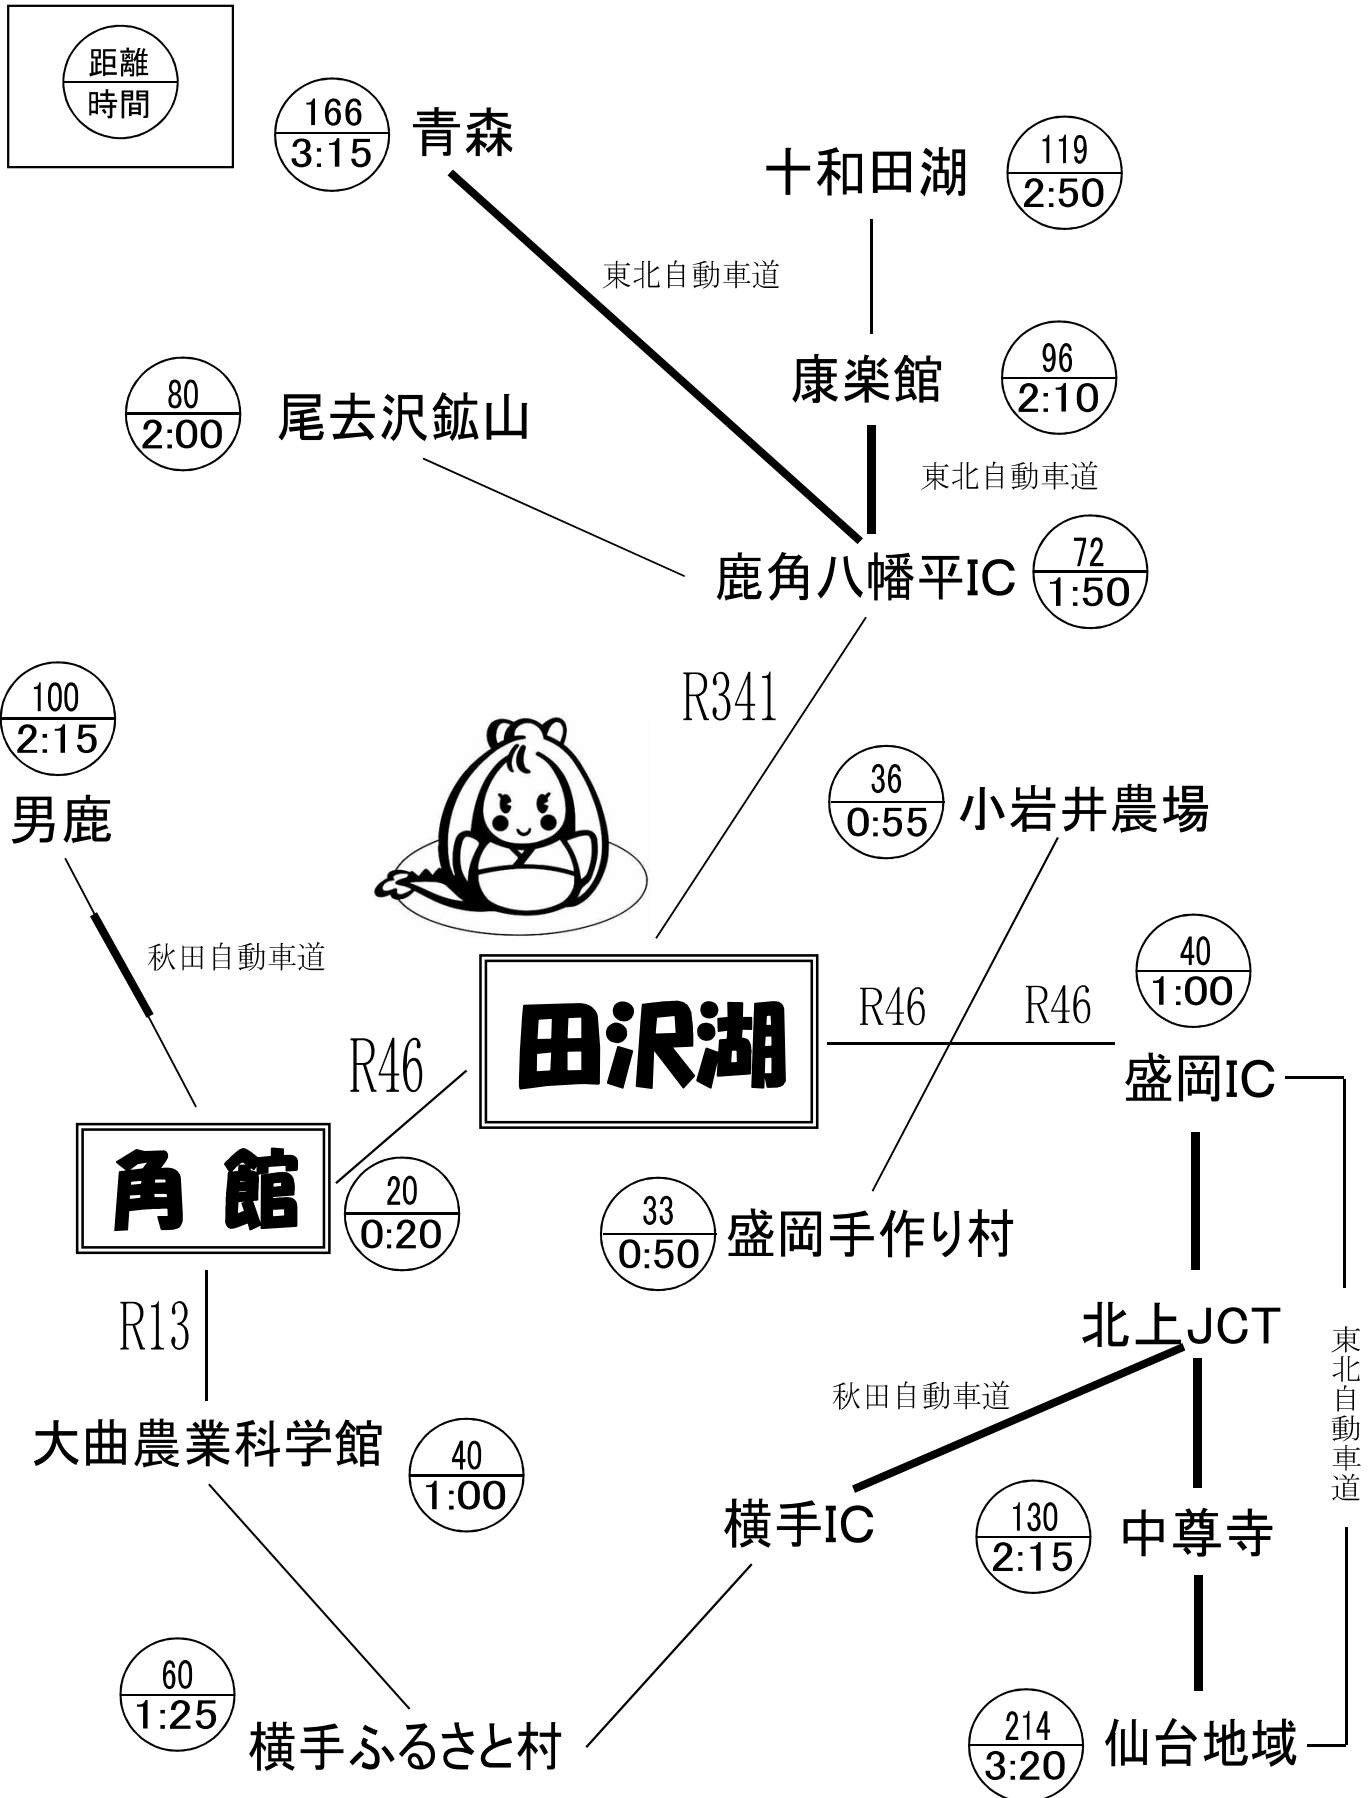 距離
時間
166
3:15
青森
十和田湖
119
2:50
東北自動車道
80
2:00
尾去沢鉱山
康楽館
96
2:10
東北自動車道
鹿角八幡平IC
72
1:50
R341
100
2:15
男鹿
36
0:55
小岩井農場
秋田自動車道
40
1:00
R46
R46
R46
田沢湖
盛岡IC
角 館
20
0:20
33
0:50
盛岡手作り村
R13
北上JCT
東北自動車道
秋田自動車道
大曲農業科学館
40
1:00
横手IC
130
2:15
中尊寺
60
1:25
横手ふるさと村
214
3:20
仙台地域